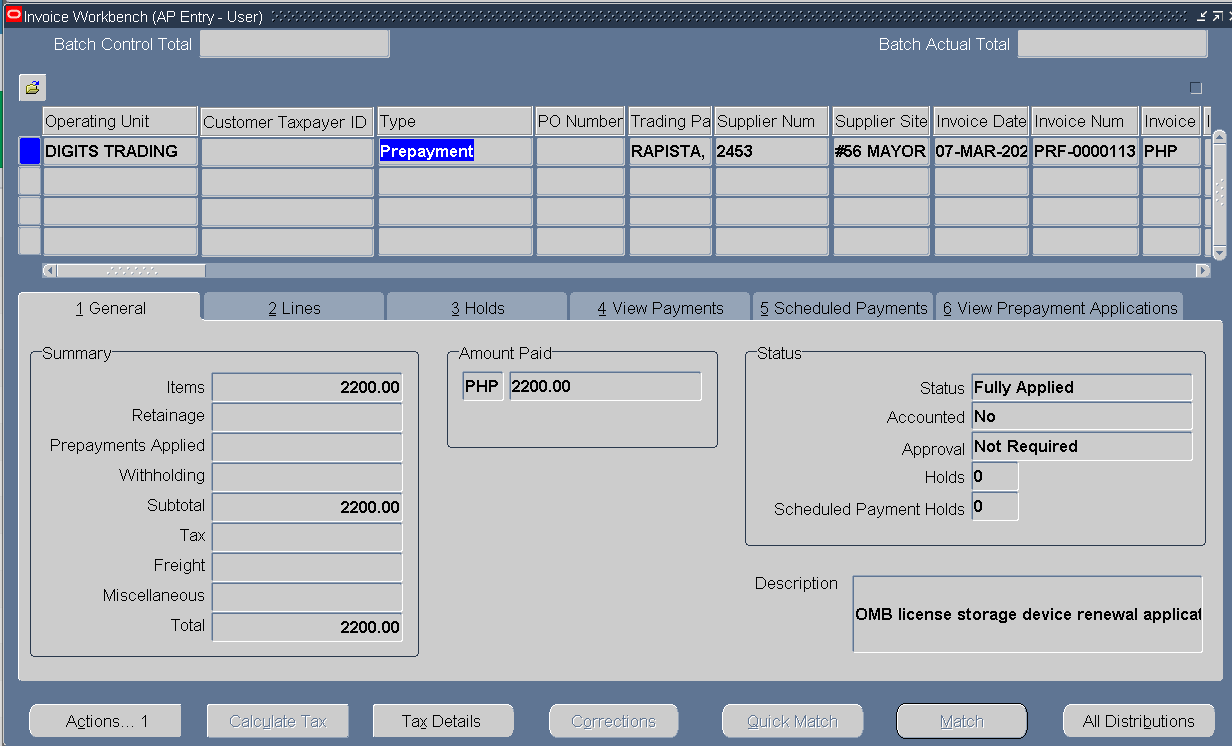 Invoice Workbench (AP Entry - User)
Batch Control Total Batch Actual Total
Operating Unit Customer Taxpayer ID Type PO Number Trading Pa Supplier Num Supplier Site Invoice Date Invoice Num Invoice
DIGITS TRADING Prepayment RAPISTA, 2453 #56 MAYOR 07-MAR-202 PRF-0000113 PHP
1 General 2 Lines 3 Holds 4 View Payments 5 Scheduled Payments 6 View Prepayment Applications
Summary
Items 2200.00
Retainage
Prepayments Applied
Withholding
Subtotal 2200.00
Tax
Freight
Miscellaneous
Total 2200.00
Amount Paid
PHP 2200.00
Status
Status Fully Applied
Accounted No
Approval Not Required
Holds 0
Scheduled Payment Holds 0
Description OMB license storage device renewal applicat
Actions... 1 Calculate Tax Tax Details Corrections Quick Match Match All Distributions